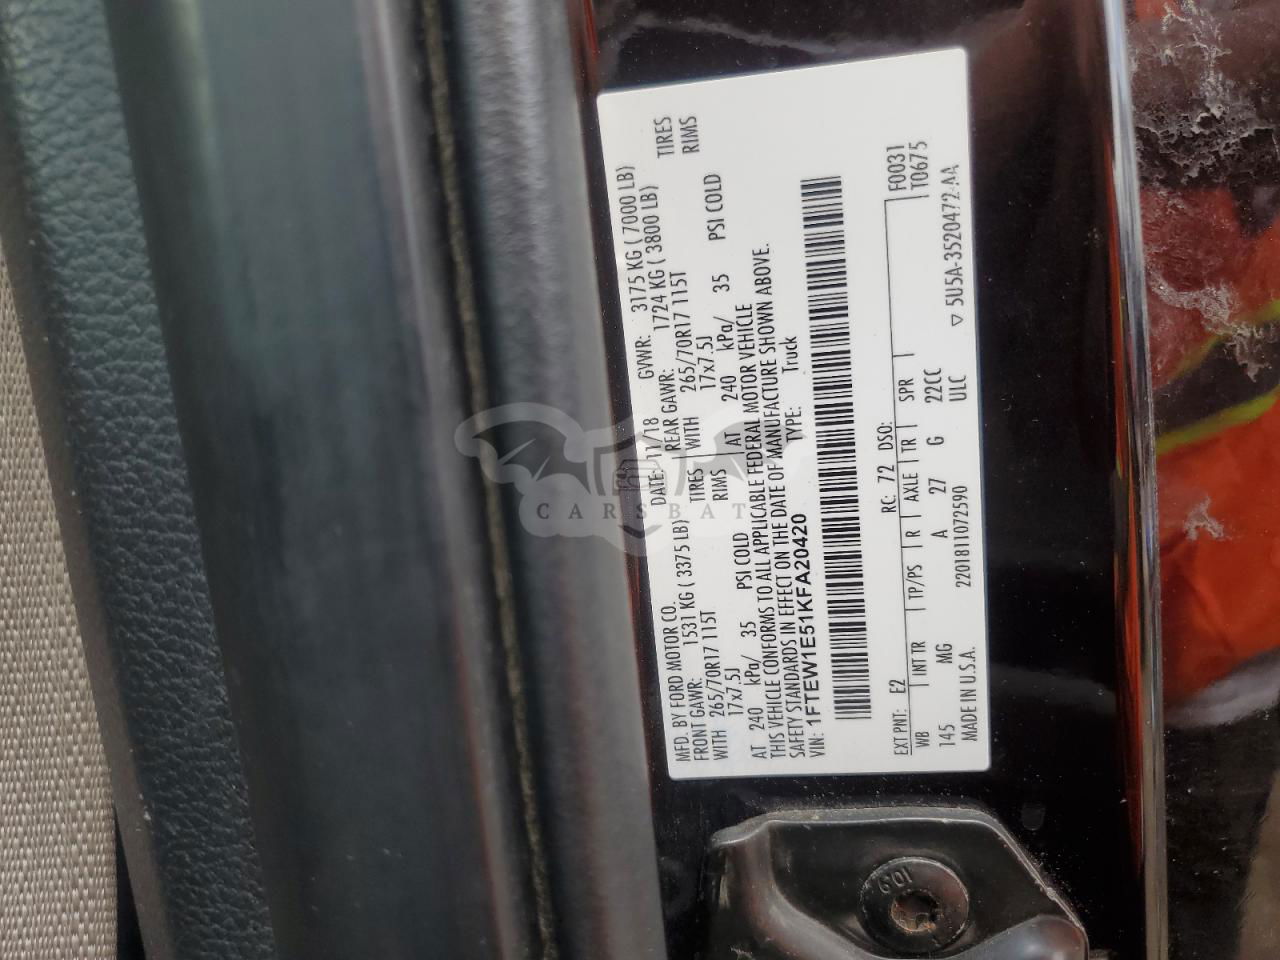 MFD. BY FORD MOTOR CO.
DATE: 11/18
GVWR: 3175 KG ( 7000 LB)
FRONT GAWR: 1531 KG ( 3375 LB)
REAR GAWR: 1724 KG ( 3800 LB)
WITH 265/70R17 115T TIRES WITH 265/70R17 115T TIRES
17x7.5J RIMS 17x7.5J RIMS
AT 240 kPa/ 35 PSI COLD AT 240 kPa/ 35 PSI COLD
THIS VEHICLE CONFORMS TO ALL APPLICABLE FEDERAL MOTOR VEHICLE
SAFETY STANDARDS IN EFFECT ON THE DATE OF MANUFACTURE SHOWN ABOVE.
VIN: 1FTEW1E51KFA20420 TYPE: Truck
EXT PNT: E2 RC: 72 DSO: F0031
WB INT TR TP/PS R AXLE TR SPR T0675
145 MG A 27 G 22CC
MADE IN U.S.A. 2201811072590 ULC ▽ 5U5A-3520472-AA
CARSBAT
10.9